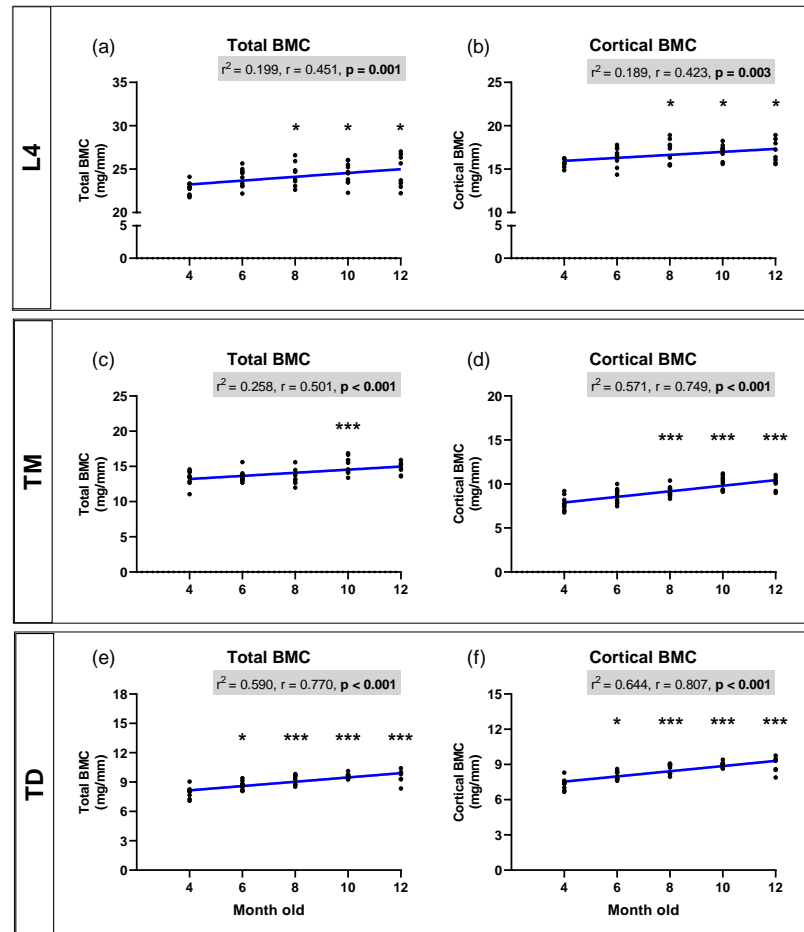 L4
(a)
Total BMC
r² = 0.199, r = 0.451, p = 0.001
Total BMC
(mg/mm)
35
30
25
20
5
0
* * *
4 6 8 10 12
(b)
Cortical BMC
r² = 0.189, r = 0.423, p = 0.003
Cortical BMC
(mg/mm)
25
20
15
10
5
0
* * *
4 6 8 10 12
TM
(c)
Total BMC
r² = 0.258, r = 0.501, p < 0.001
Total BMC
(mg/mm)
25
20
15
10
5
0
***
4 6 8 10 12
(d)
Cortical BMC
r² = 0.571, r = 0.749, p < 0.001
Cortical BMC
(mg/mm)
20
15
10
5
0
*** *** ***
4 6 8 10 12
TD
(e)
Total BMC
r² = 0.590, r = 0.770, p < 0.001
Total BMC
(mg/mm)
18
15
12
9
6
3
0
* *** *** ***
4 6 8 10 12
Month old
(f)
Cortical BMC
r² = 0.644, r = 0.807, p < 0.001
Cortical BMC
(mg/mm)
15
12
9
6
3
0
* *** *** ***
4 6 8 10 12
Month old